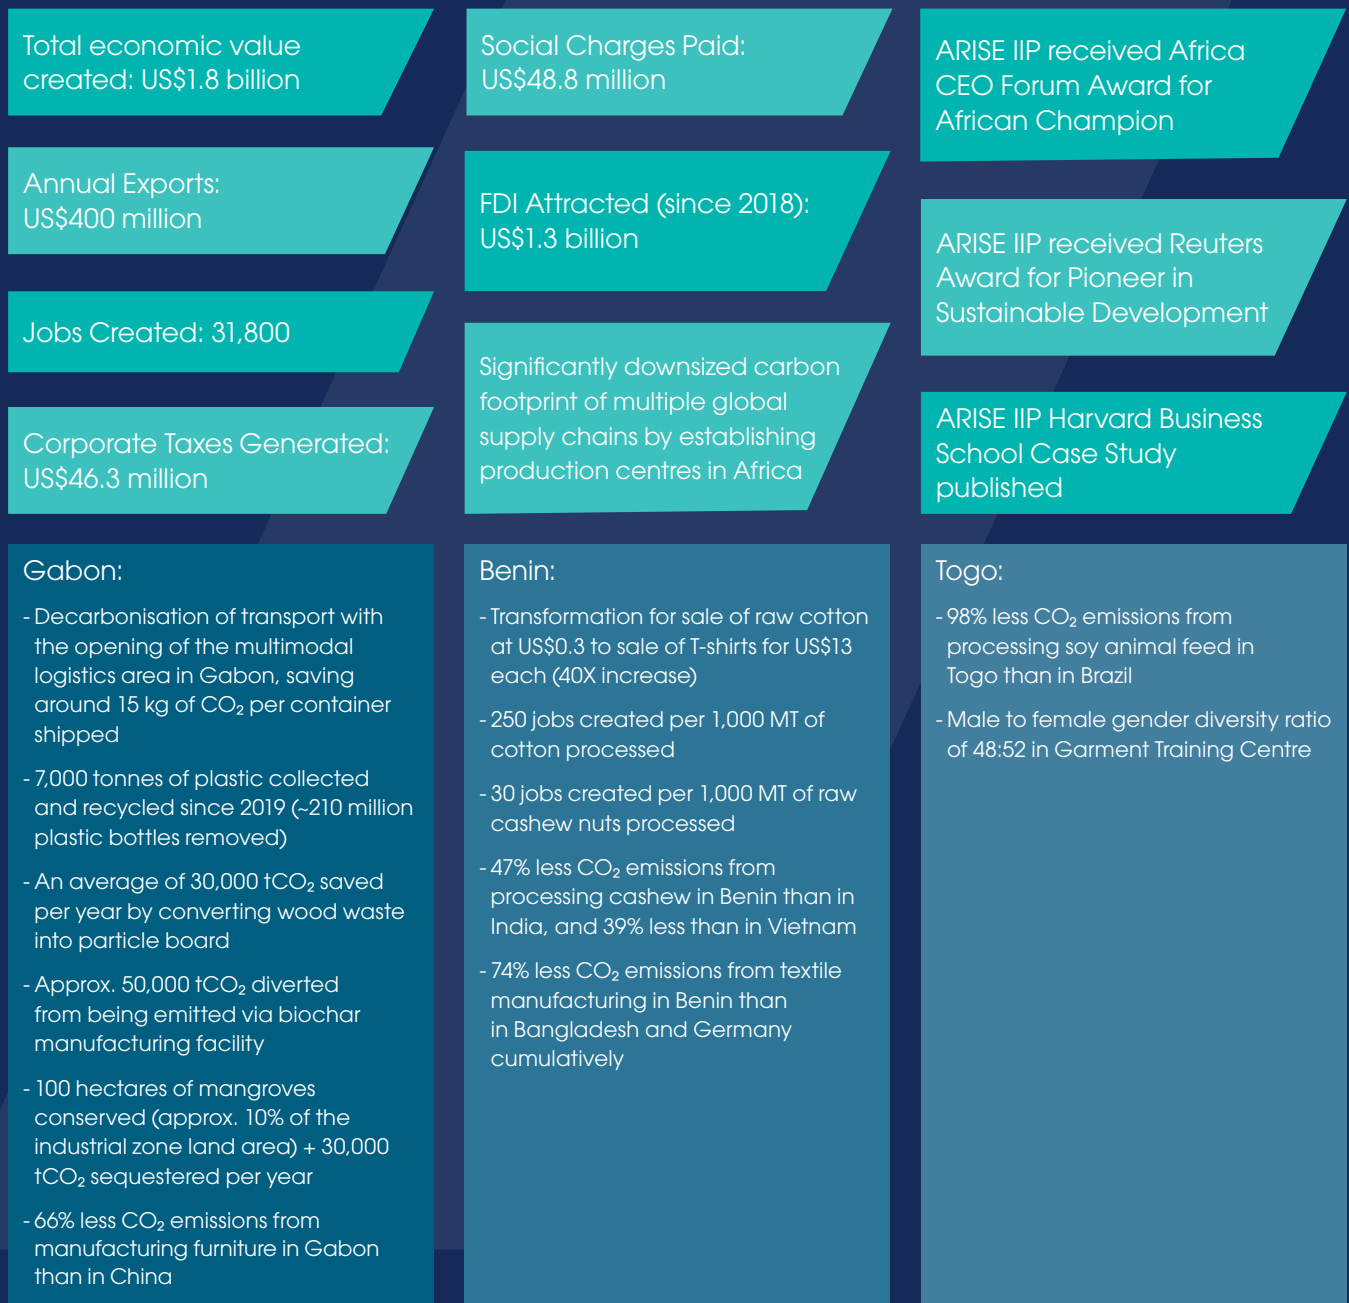 Total economic value
created: US$1.8 billion
Annual Exports:
US$400 million
Jobs Created: 31,800
Corporate Taxes Generated:
US$46.3 million
Social Charges Paid:
US$48.8 million
FDI Attracted (since 2018):
US$1.3 billion
Significantly downsized carbon
footprint of multiple global
supply chains by establishing
production centres in Africa
ARISE IIP received Africa
CEO Forum Award for
African Champion
ARISE IIP received Reuters
Award for Pioneer in
Sustainable Development
ARISE IIP Harvard Business
School Case Study
published
Gabon:
- Decarbonisation of transport with
the opening of the multimodal
logistics area in Gabon, saving
around 15 kg of CO₂ per container
shipped
- 7,000 tonnes of plastic collected
and recycled since 2019 (~210 million
plastic bottles removed)
- An average of 30,000 tCO₂ saved
per year by converting wood waste
into particle board
- Approx. 50,000 tCO₂ diverted
from being emitted via biochar
manufacturing facility
- 100 hectares of mangroves
conserved (approx. 10% of the
industrial zone land area) + 30,000
tCO₂ sequestered per year
- 66% less CO₂ emissions from
manufacturing furniture in Gabon
than in China
Benin:
- Transformation for sale of raw cotton
at US$0.3 to sale of T-shirts for US$13
each (40X increase)
- 250 jobs created per 1,000 MT of
cotton processed
- 30 jobs created per 1,000 MT of raw
cashew nuts processed
- 47% less CO₂ emissions from
processing cashew in Benin than in
India, and 39% less than in Vietnam
- 74% less CO₂ emissions from textile
manufacturing in Benin than
in Bangladesh and Germany
cumulatively
Togo:
- 98% less CO₂ emissions from
processing soy animal feed in
Togo than in Brazil
- Male to female gender diversity ratio
of 48:52 in Garment Training Centre